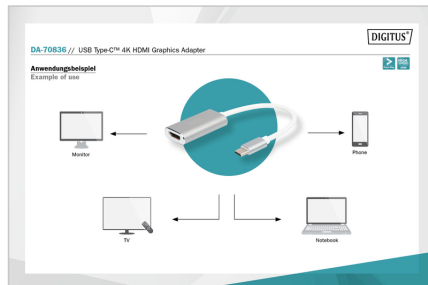 DIGITUS®
DA-70836 // USB Type-C™ 4K HDMI Graphics Adapter
Anwendungsbeispiel
Example of use
Monitor
Phone
TV
Notebook